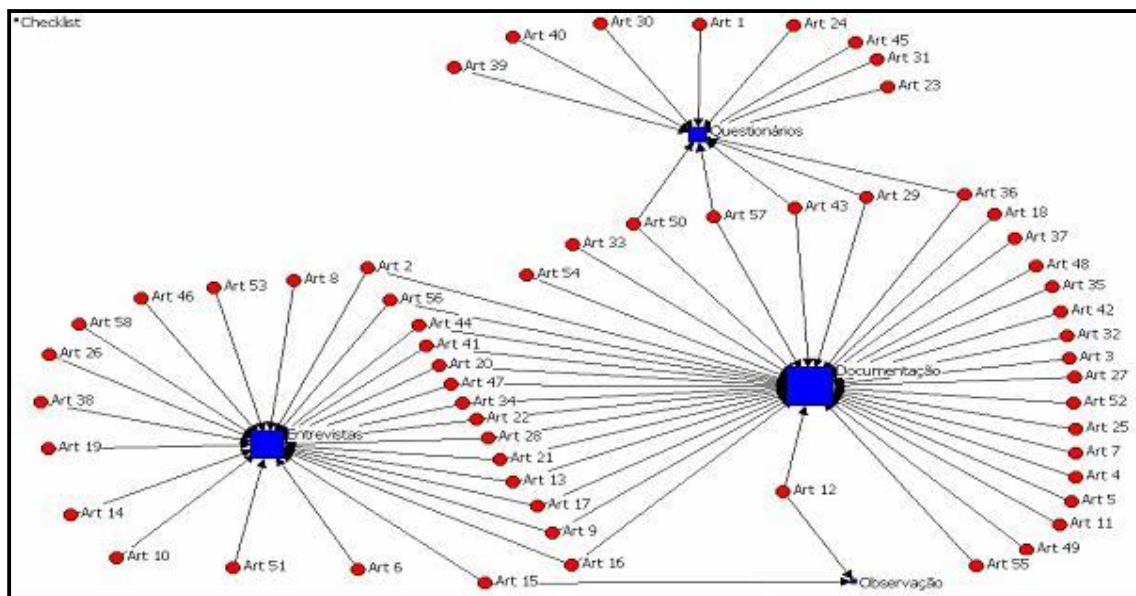 Checklist
Art 30
Art 1
Art 24
Art 40
Art 45
Art 31
Art 39
Art 23
Questionários
Art 36
Art 29
Art 43
Art 18
Art 57
Art 50
Art 37
Art 33
Art 48
Art 2
Art 54
Art 8
Art 35
Art 53
Art 46
Art 56
Art 42
Art 58
Art 44
Art 32
Art 41
Art 26
Art 3
Art 20
Documentação
Art 27
Art 47
Art 38
Art 34
Art 52
Art 22
Art 25
Entrevistas
Art 28
Art 19
Art 7
Art 21
Art 4
Art 13
Art 12
Art 5
Art 17
Art 14
Art 11
Art 9
Art 49
Art 10
Art 16
Art 55
Art 51
Art 6
Art 15
Observação